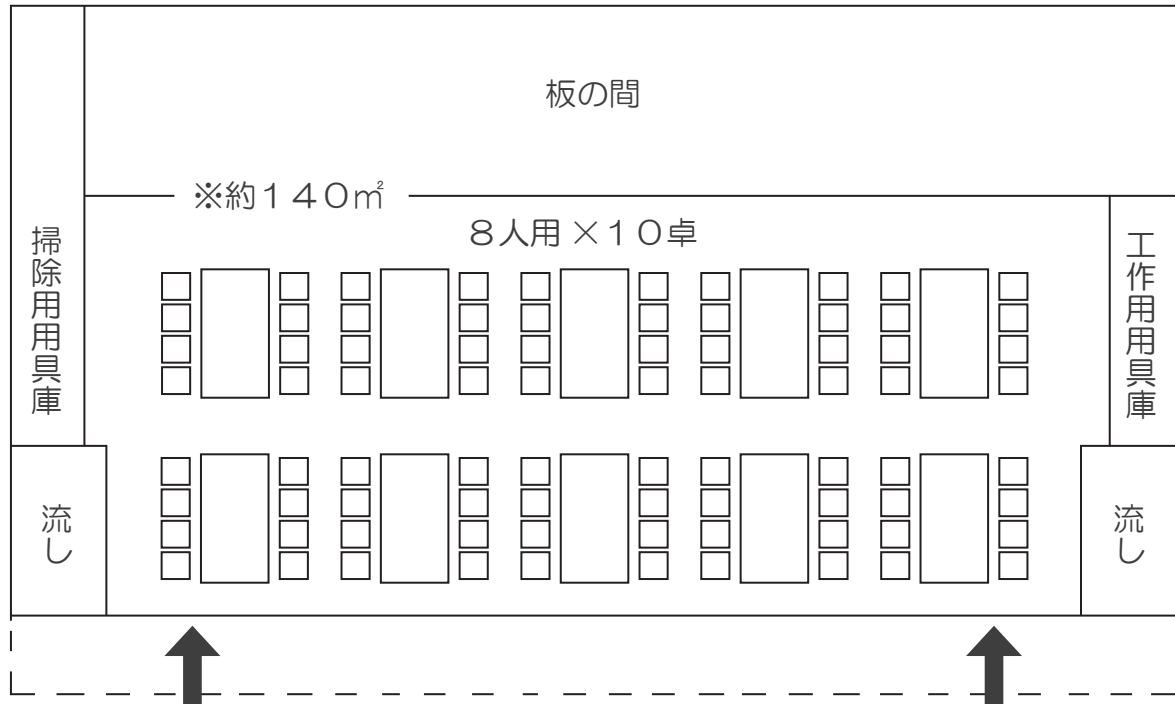 板の間
※約１４０㎡
８人用 ×１０卓
掃除用用具庫
工作用用具庫
流し
流し